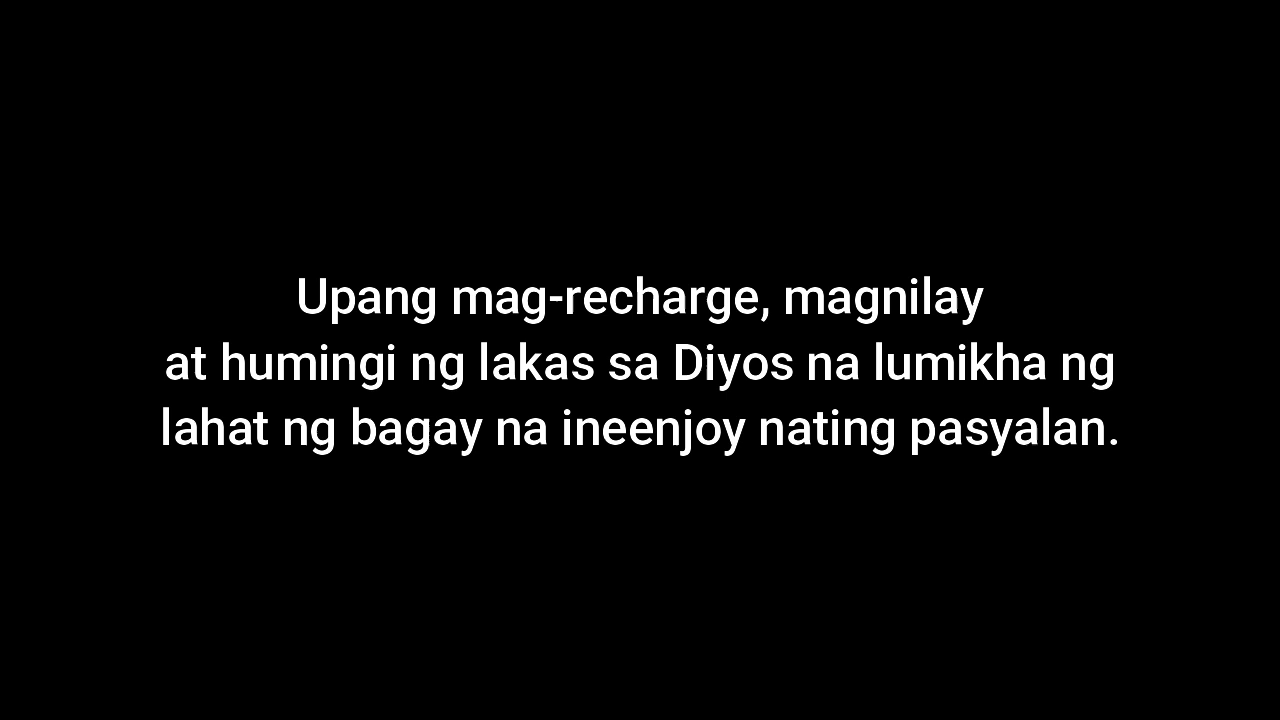 Upang mag-recharge, magnilay
at humingi ng lakas sa Diyos na lumikha ng
lahat ng bagay na ineenjoy nating pasyalan.